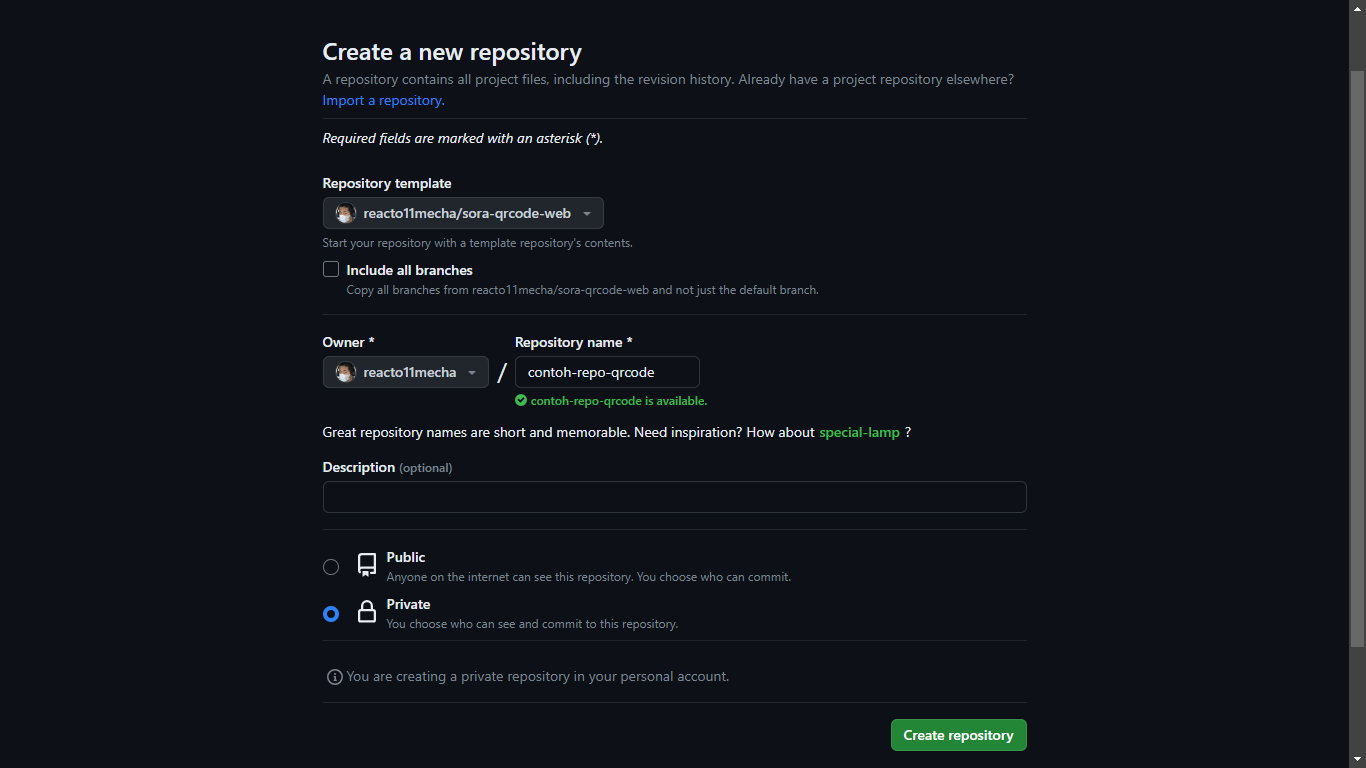 Create a new repository
A repository contains all project files, including the revision history. Already have a project repository elsewhere?
Import a repository.
Required fields are marked with an asterisk (*).
Repository template
reacto11mecha/sora-qrcode-web
Start your repository with a template repository's contents.
Include all branches
Copy all branches from reacto11mecha/sora-qrcode-web and not just the default branch.
Owner *
Repository name *
reacto11mecha
/
contoh-repo-qrcode
contoh-repo-qrcode is available.
Great repository names are short and memorable. Need inspiration? How about special-lamp ?
Description (optional)
Public
Anyone on the internet can see this repository. You choose who can commit.
Private
You choose who can see and commit to this repository.
You are creating a private repository in your personal account.
Create repository